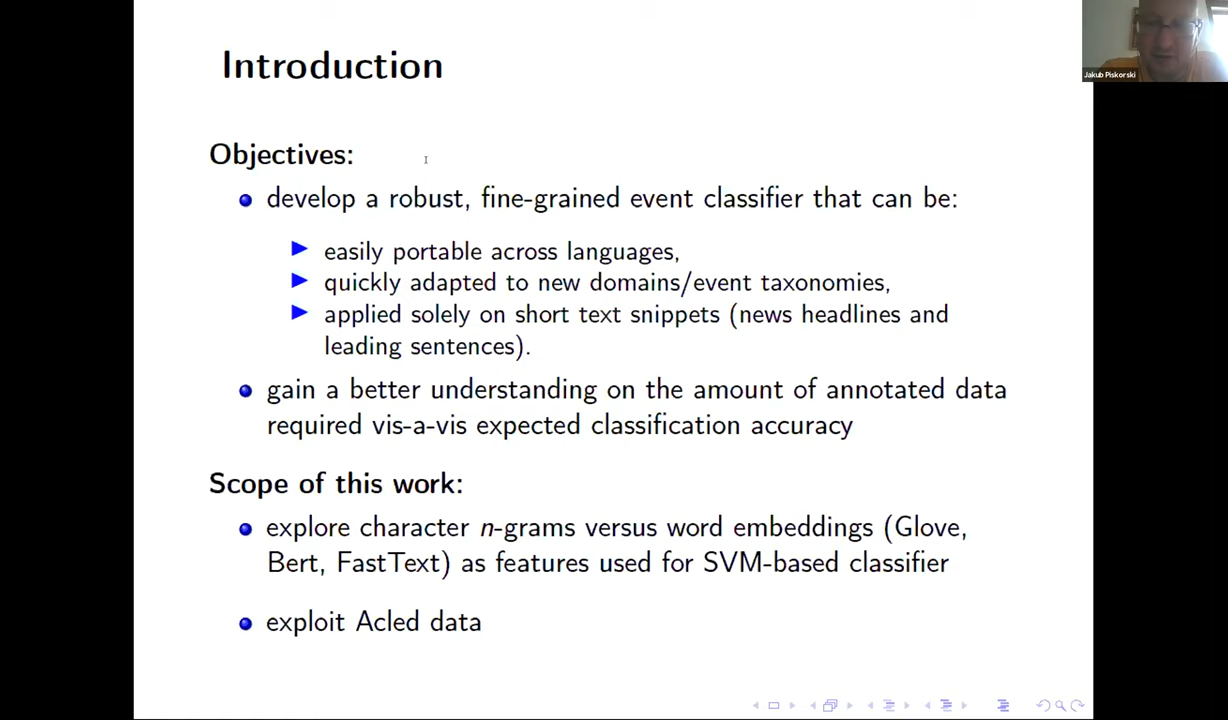 Introduction
Jakub Piskorski
Objectives:
develop a robust, fine-grained event classifier that can be:
easily portable across languages,
quickly adapted to new domains/event taxonomies,
applied solely on short text snippets (news headlines and
leading sentences).
gain a better understanding on the amount of annotated data
required vis-a-vis expected classification accuracy
Scope of this work:
explore character n-grams versus word embeddings (Glove,
Bert, FastText) as features used for SVM-based classifier
exploit Acled data